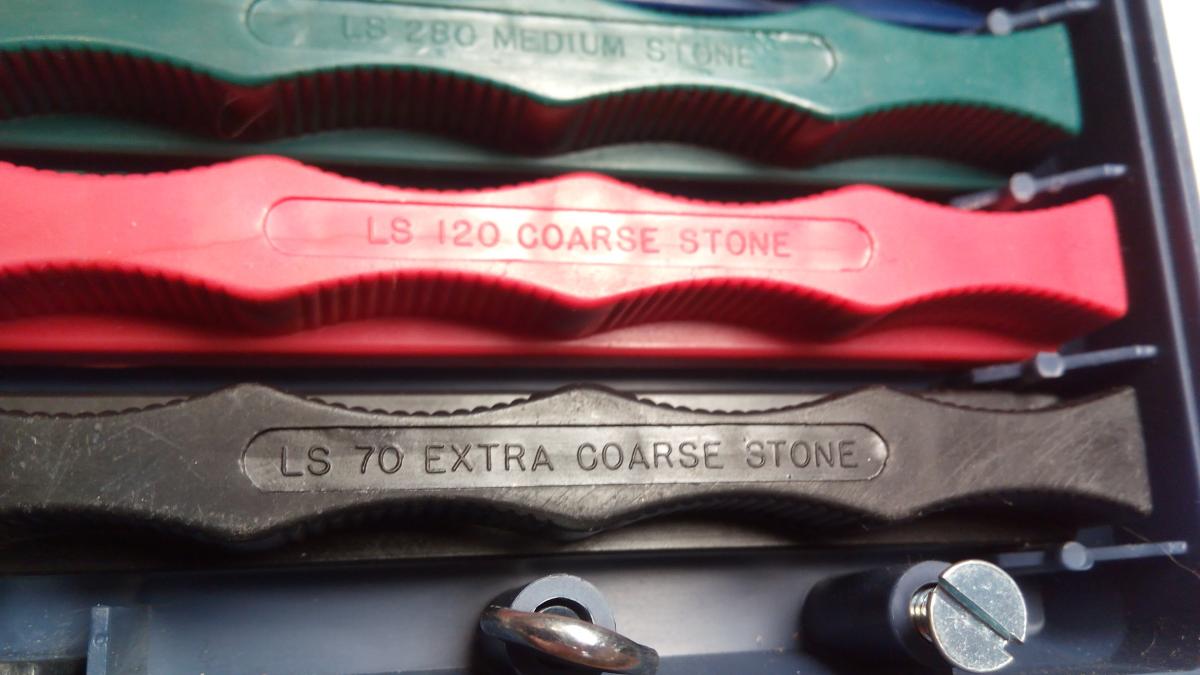 LS 280 MEDIUM STONE
LS 120 COARSE STONE
LS 70 EXTRA COARSE STONE